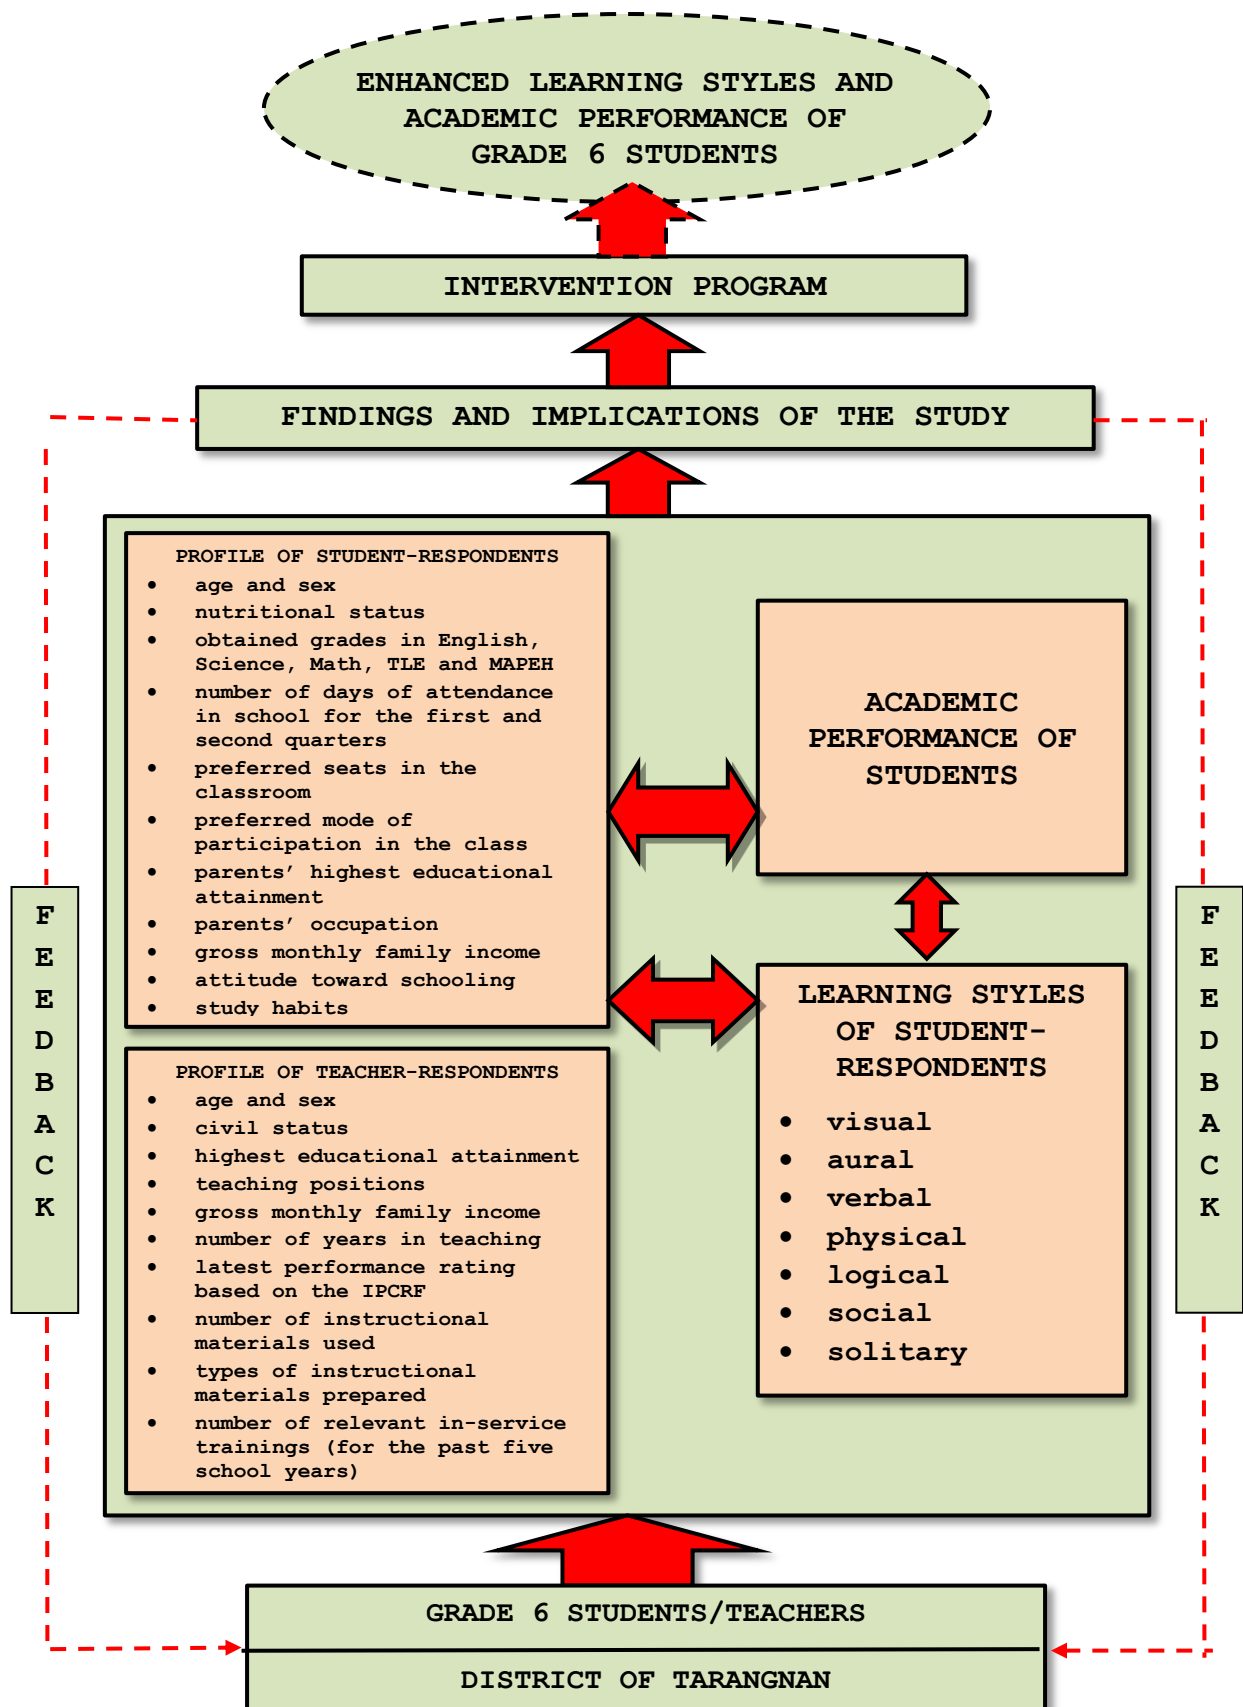 ENHANCED LEARNING STYLES AND
ACADEMIC PERFORMANCE OF
GRADE 6 STUDENTS
INTERVENTION PROGRAM
FINDINGS AND IMPLICATIONS OF THE STUDY
PROFILE OF STUDENT-RESPONDENTS
• age and sex
• nutritional status
• obtained grades in English,
Science, Math, TLE and MAPEH
• number of days of attendance
in school for the first and
second quarters
• preferred seats in the
classroom
• preferred mode of
participation in the class
• parents’ highest educational
attainment
• parents’ occupation
• gross monthly family income
• attitude toward schooling
• study habits
ACADEMIC
PERFORMANCE OF
STUDENTS
LEARNING STYLES
OF STUDENT-
RESPONDENTS
• visual
• aural
• verbal
• physical
• logical
• social
• solitary
PROFILE OF TEACHER-RESPONDENTS
• age and sex
• civil status
• highest educational attainment
• teaching positions
• gross monthly family income
• number of years in teaching
• latest performance rating
based on the IPCRF
• number of instructional
materials used
• types of instructional
materials prepared
• number of relevant in-service
trainings (for the past five
school years)
F
E
E
D
B
A
C
K
F
E
E
D
B
A
C
K
GRADE 6 STUDENTS/TEACHERS
DISTRICT OF TARANGNAN